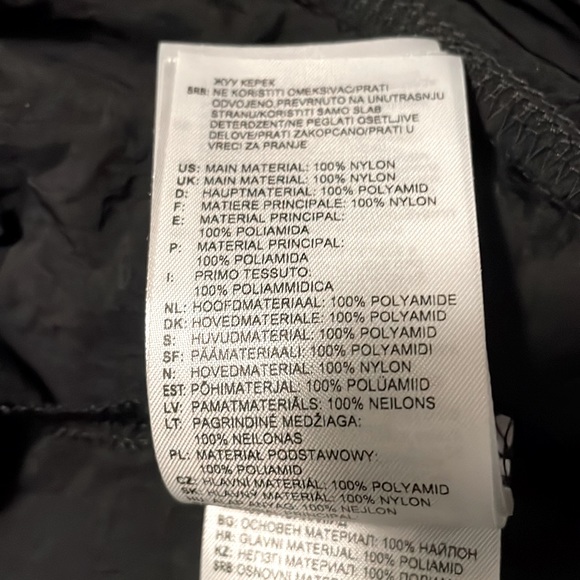 ЖУУ КЕРЕК
SRB: NE KORISTITI OMEKSIVAC/PRATI
ODVOJENO,PREVRNUTO NA UNUTRASNJU
STRANU/KORISTITI SAMO SLAB
DETERDZENT/NE PEGLATI OSETLJIVE
DELOVE/PRATI ZAKOPCANO/PRATI U
VRECI ZA PRANJE
US: MAIN MATERIAL: 100% NYLON
UK: MAIN MATERIAL: 100% NYLON
D: HAUPTMATERIAL: 100% POLYAMID
F: MATIERE PRINCIPALE: 100% NYLON
E: MATERIAL PRINCIPAL:
100% POLIAMIDA
P: MATERIAL PRINCIPAL:
100% POLIAMIDA
I: PRIMO TESSUTO:
100% POLIAMMIDICA
NL: HOOFDMATERIAAL: 100% POLYAMIDE
DK: HOVEDMATERIALE: 100% POLYAMID
S: HUVUDMATERIAL: 100% POLYAMID
SF: PÄÄMATERIAALI: 100% POLYAMIDI
N: HOVEDMATERIAL: 100% NYLON
EST: PÕHIMATERJAL: 100% POLÜAMIID
LV: PAMATMATERIĀLS: 100% NEILONS
LT: PAGRINDINĖ MEDŽIAGA:
100% NEILONAS
PL: MATERIAŁ PODSTAWOWY:
100% POLIAMID
CZ: HLAVNÍ MATERIÁL: 100% POLYAMID
SK: HLAVNÝ MATERIÁL: 100% NYLON
100% NEJLON
BG: ОСНОВЕН МАТЕРИАЛ: 100% НАЙЛОН
HR: GLAVNI MATERIJAL: 100% POLIAMID
KZ: НЕГІЗГІ МАТЕРИАЛ: 100% ПОЛИАМИД
SRB: OSNOVNI